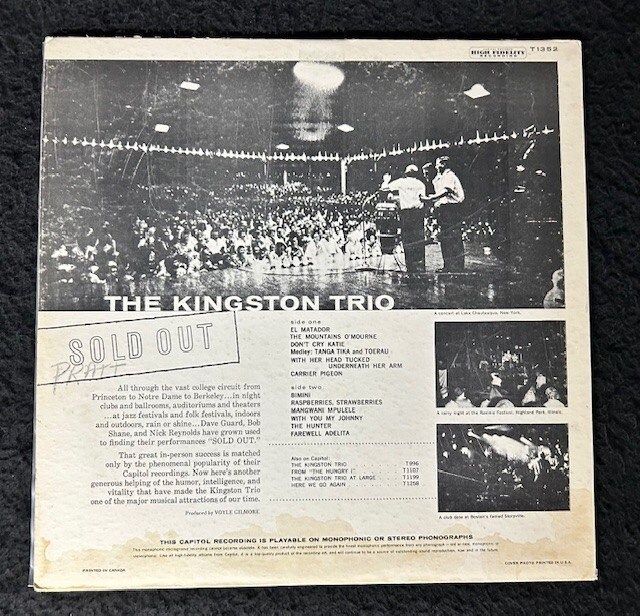 HIGH FIDELITY
RECORDING
T1352
THE KINGSTON TRIO
SOLD OUT
PRATT
A concert at Lake Chautauqua, New York.
side one
EL MATADOR
THE MOUNTAINS O'MOURNE
DON'T CRY KATIE
Medley: TANGA TIKA and TOERAU
WITH HER HEAD TUCKED
UNDERNEATH HER ARM
CARRIER PIGEON
side two
BIMINI
RASPBERRIES, STRAWBERRIES
MANGWANI MPULELE
WITH YOU MY JOHNNY
THE HUNTER
FAREWELL ADELITA
All through the vast college circuit from
Princeton to Notre Dame to Berkeley...in night
clubs and ballrooms, auditoriums and theaters
...at jazz festivals and folk festivals, indoors
and outdoors, rain or shine...Dave Guard, Bob
Shane, and Nick Reynolds have grown used
to finding their performances "SOLD OUT."
That great in-person success is matched
only by the phenomenal popularity of their
Capitol recordings. Now here's another
generous helping of the humor, intelligence, and
vitality that have made the Kingston Trio
one of the major musical attractions of our time.
Produced by VOYLE GILMORE
Also on Capitol:
THE KINGSTON TRIO T996
FROM "THE HUNGRY I" T1107
THE KINGSTON TRIO AT LARGE T1199
HERE WE GO AGAIN T1258
A rainy night at the Ravinia Festival, Highland Park, Illinois.
A club date at
THIS CAPITOL RECORDING IS PLAYABLE ON MONOPHONIC OR STEREO PHONOGRAPHS
PRINTED IN CANADA
COVER PHOTO PRINTED IN U.S.A.